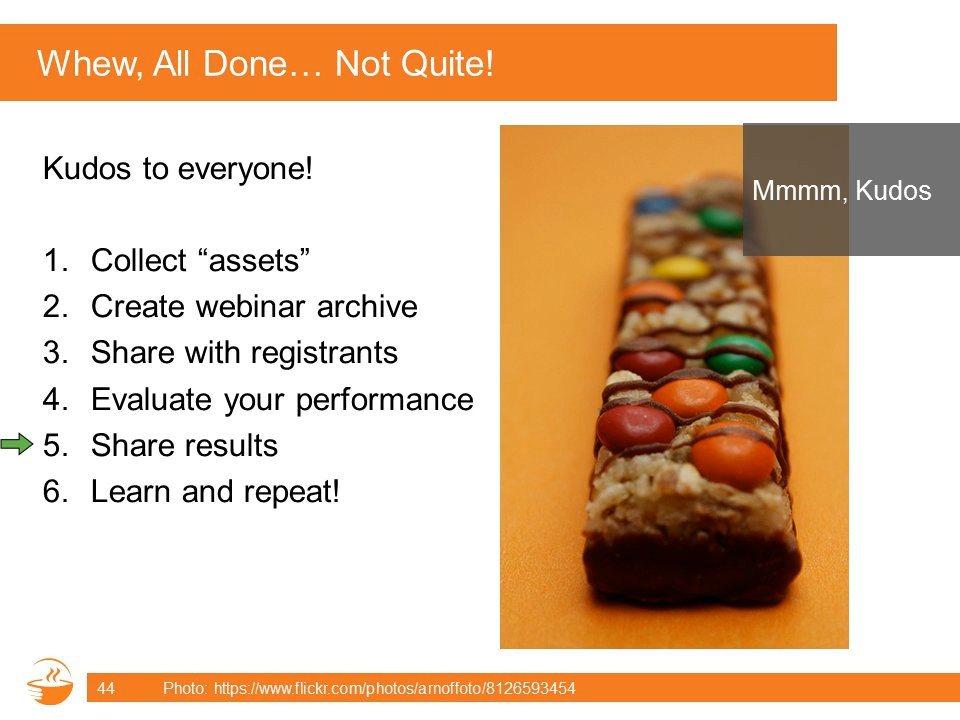 Whew, All Done… Not Quite!
Kudos to everyone!
1. Collect “assets”
2. Create webinar archive
3. Share with registrants
4. Evaluate your performance
5. Share results
6. Learn and repeat!
Mmmm, Kudos
44 Photo: https://www.flickr.com/photos/arnoffoto/8126593454